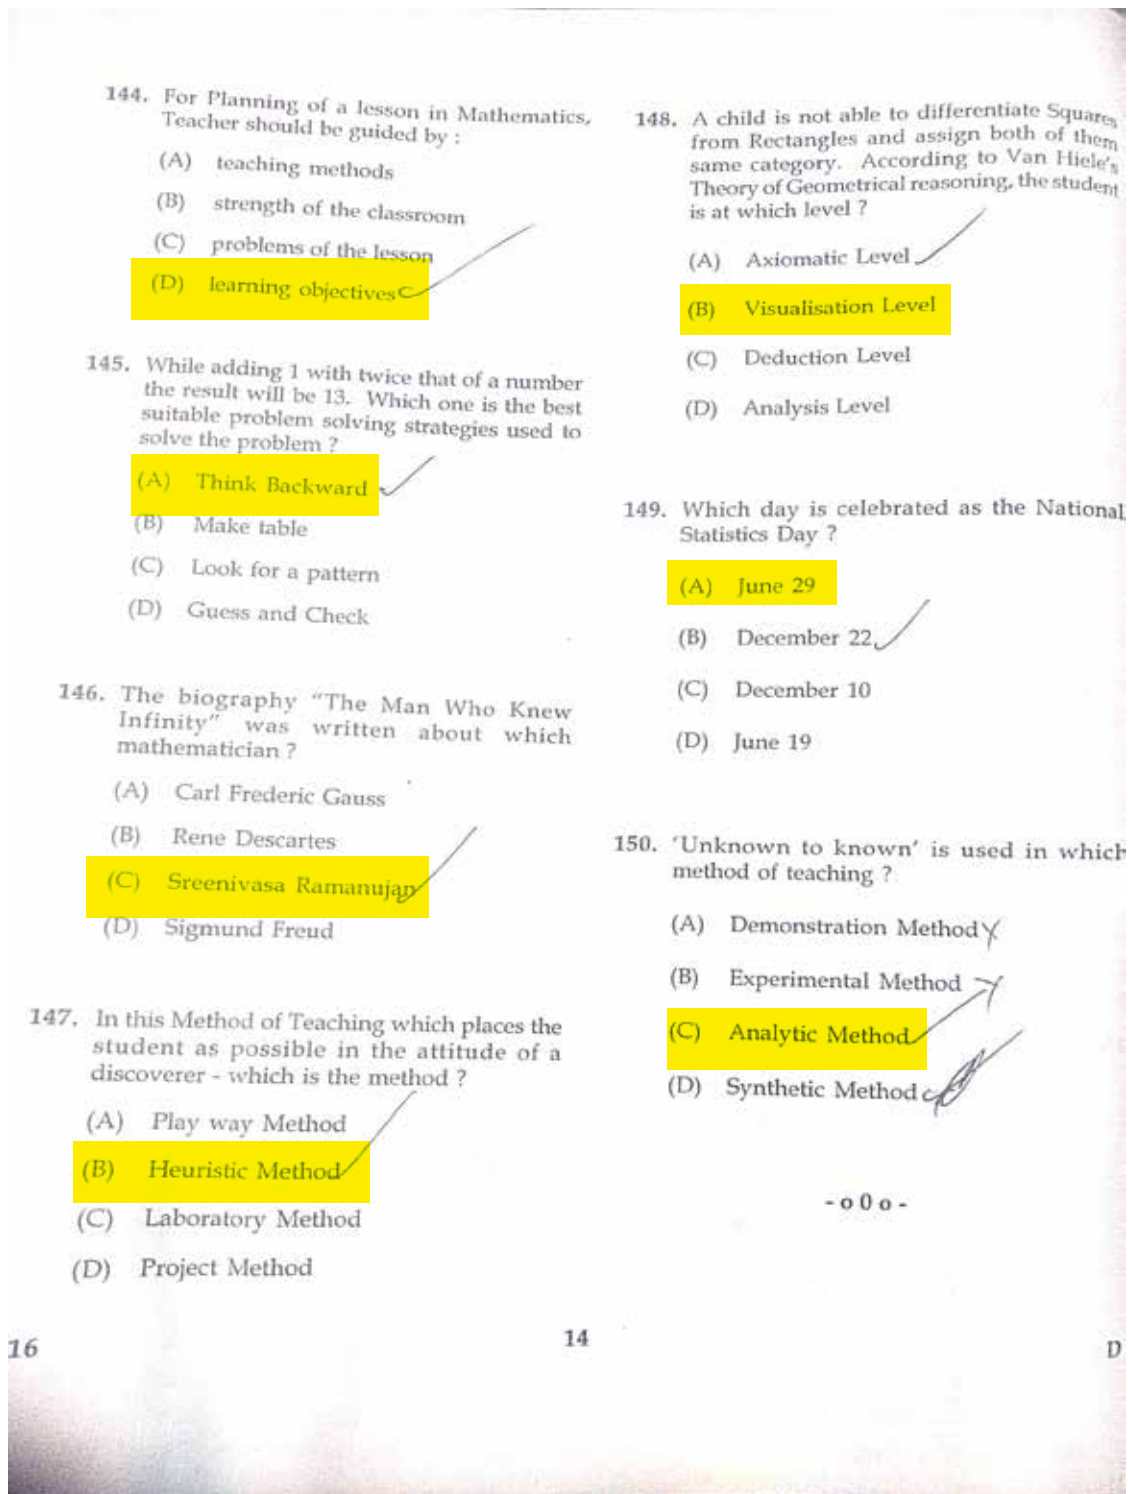 144. For Planning of a lesson in Mathematics,
Teacher should be guided by :
(A) teaching methods
(B) strength of the classroom
(C) problems of the lesson
(D) learning objectives
145. While adding 1 with twice that of a number
the result will be 13. Which one is the best
suitable problem solving strategies used to
solve the problem ?
(A) Think Backward
(B) Make table
(C) Look for a pattern
(D) Guess and Check
146. The biography “The Man Who Knew
Infinity” was written about which
mathematician ?
(A) Carl Frederic Gauss
(B) Rene Descartes
(C) Sreenivasa Ramanujan
(D) Sigmund Freud
147. In this Method of Teaching which places the
student as possible in the attitude of a
discoverer - which is the method ?
(A) Play way Method
(B) Heuristic Method
(C) Laboratory Method
(D) Project Method
148. A child is not able to differentiate Squares
from Rectangles and assign both of them
same category. According to Van Hiele's
Theory of Geometrical reasoning, the student
is at which level ?
(A) Axiomatic Level
(B) Visualisation Level
(C) Deduction Level
(D) Analysis Level
149. Which day is celebrated as the National
Statistics Day ?
(A) June 29
(B) December 22
(C) December 10
(D) June 19
150. ‘Unknown to known’ is used in which
method of teaching ?
(A) Demonstration Method
(B) Experimental Method
(C) Analytic Method
(D) Synthetic Method
- o 0 o -
16
14
D